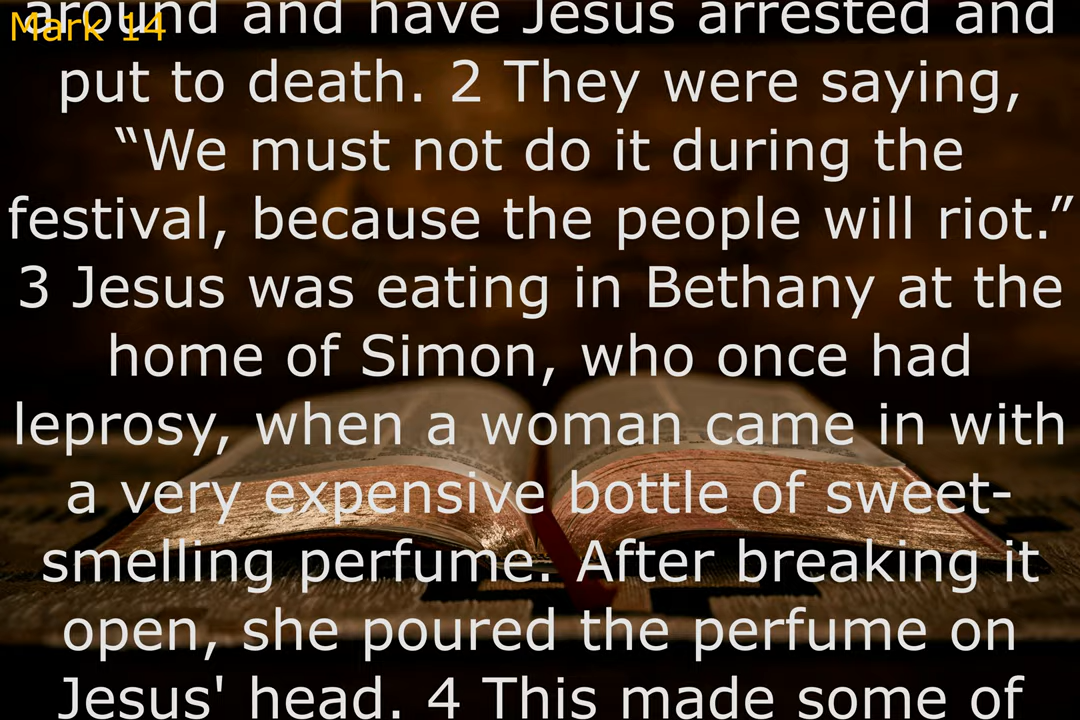 Mark 14
around and have Jesus arrested and
put to death. 2 They were saying,
“We must not do it during the
festival, because the people will riot.”
3 Jesus was eating in Bethany at the
home of Simon, who once had
leprosy, when a woman came in with
a very expensive bottle of sweet-
smelling perfume. After breaking it
open, she poured the perfume on
Jesus' head. 4 This made some of